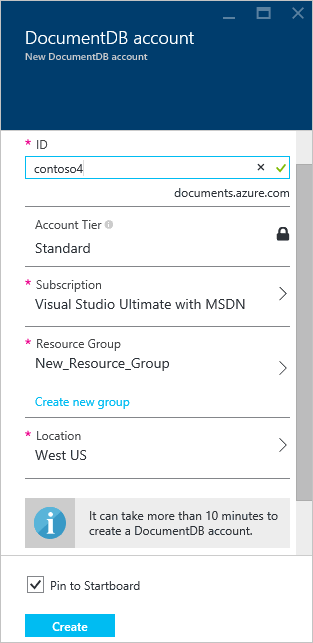 DocumentDB account
New DocumentDB account
* ID
contoso4
documents.azure.com
Account Tier
Standard
* Subscription
Visual Studio Ultimate with MSDN
* Resource Group
New_Resource_Group
Create new group
* Location
West US
It can take more than 10 minutes to
create a DocumentDB account.
Pin to Startboard
Create